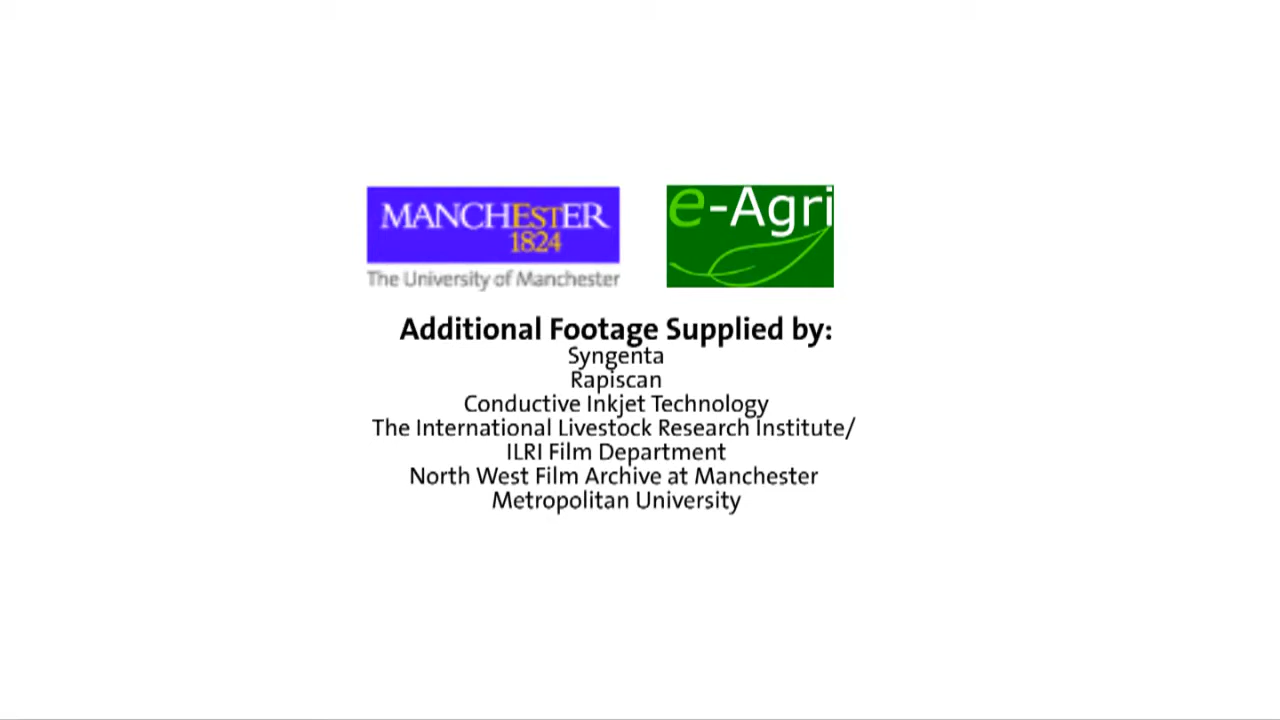 MANCHESTER
1824
The University of Manchester
e-Agri
Additional Footage Supplied by:
Syngenta
Rapiscan
Conductive Inkjet Technology
The International Livestock Research Institute/
ILRI Film Department
North West Film Archive at Manchester
Metropolitan University